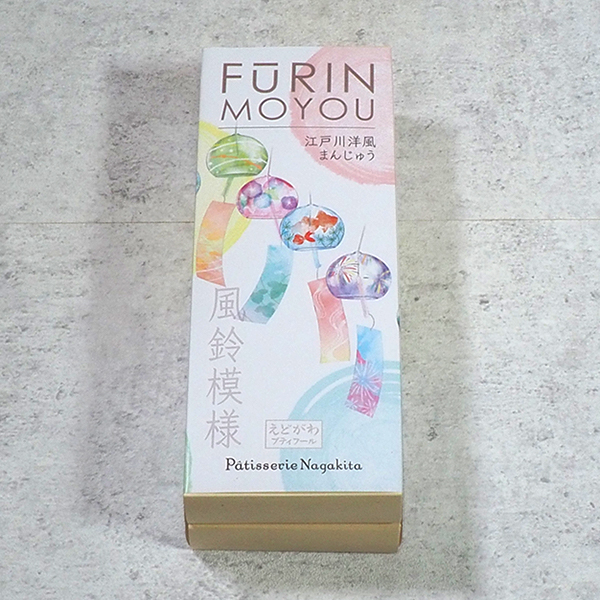 FŪRIN
MOYOU
江戸川洋風
まんじゅう
風鈴模様
えどがわ
プティフール
Pâtisserie Nagakita